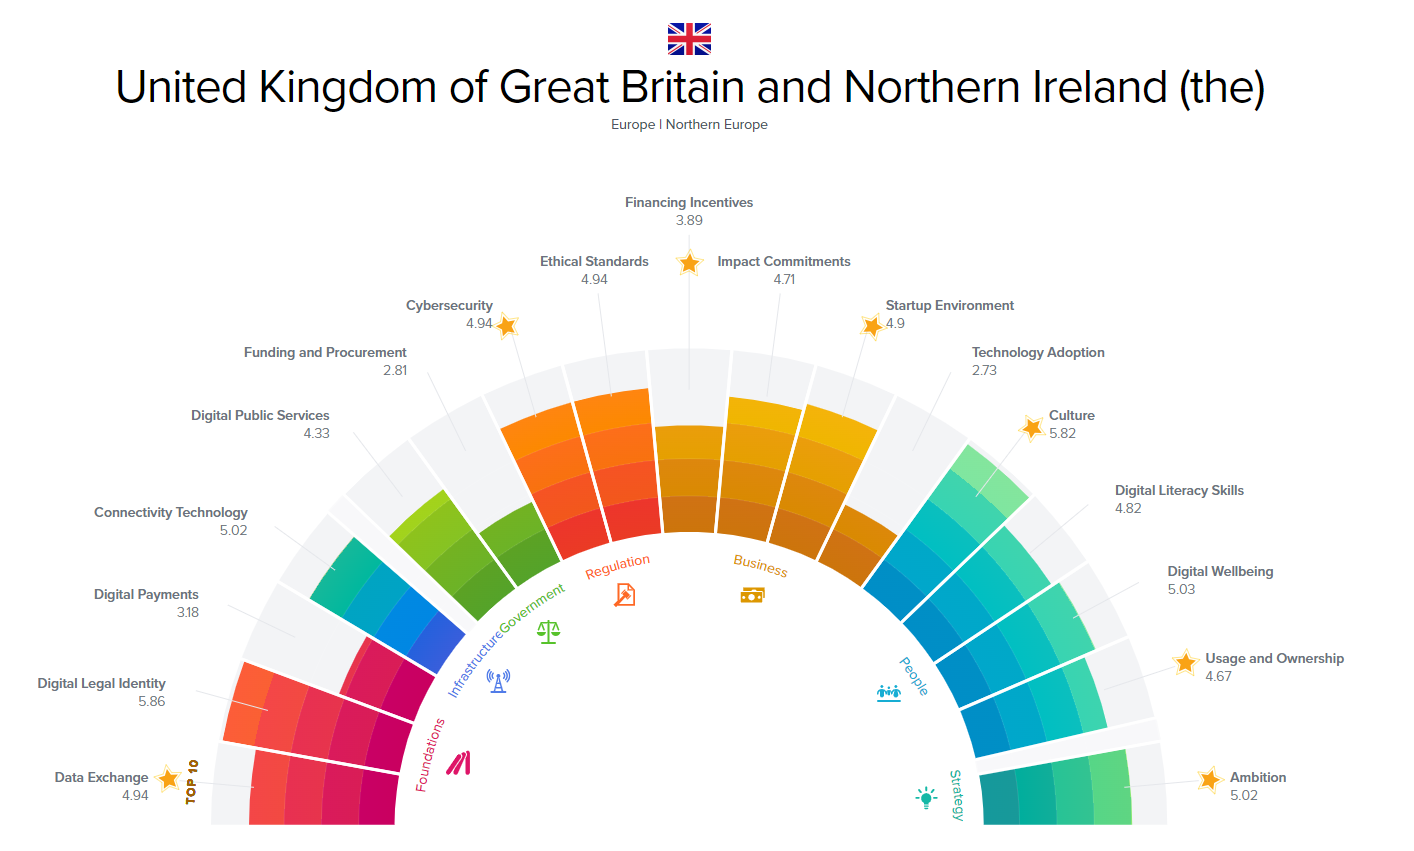 United Kingdom of Great Britain and Northern Ireland (the)
Europe | Northern Europe
Financing Incentives
3.89
Ethical Standards
4.94
Impact Commitments
4.71
Cybersecurity
4.94
Startup Environment
4.9
Funding and Procurement
2.81
Technology Adoption
2.73
Digital Public Services
4.33
Culture
5.82
Connectivity Technology
5.02
Digital Literacy Skills
4.82
Digital Payments
3.18
Digital Wellbeing
5.03
Digital Legal Identity
5.86
Usage and Ownership
4.67
Data Exchange
4.94
TOP 10
Ambition
5.02
Foundations
Infrastructure
Government
Regulation
Business
People
Strategy